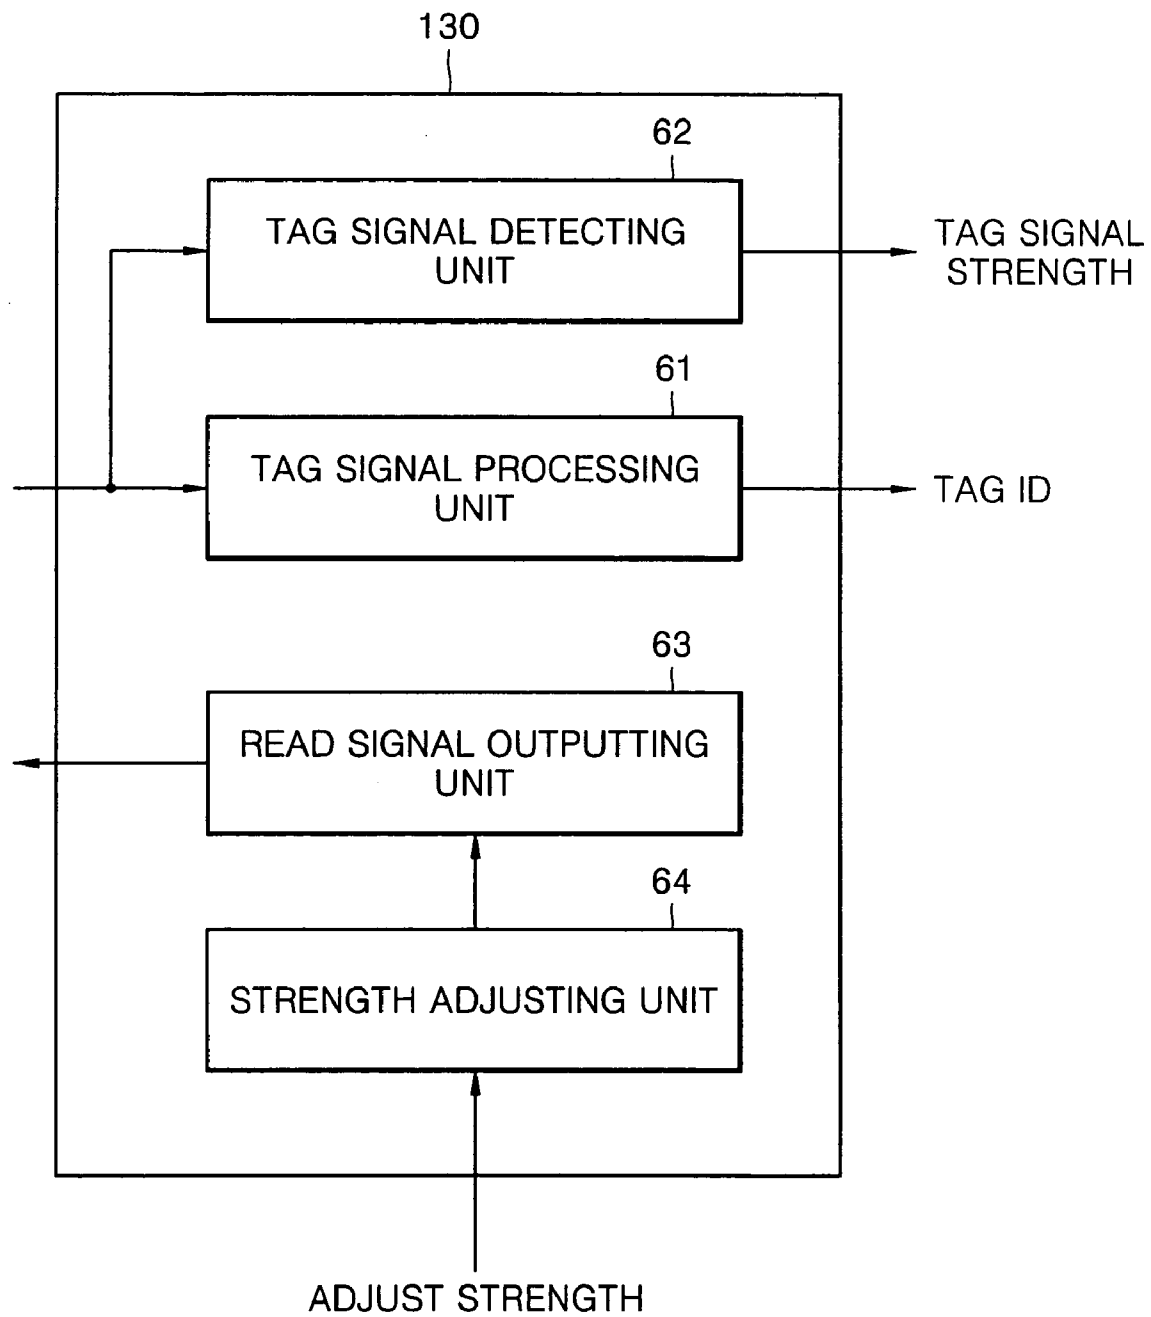 130
62
TAG SIGNAL DETECTING
UNIT
TAG SIGNAL
STRENGTH
61
TAG SIGNAL PROCESSING
UNIT
TAG ID
63
READ SIGNAL OUTPUTTING
UNIT
64
STRENGTH ADJUSTING UNIT
ADJUST STRENGTH